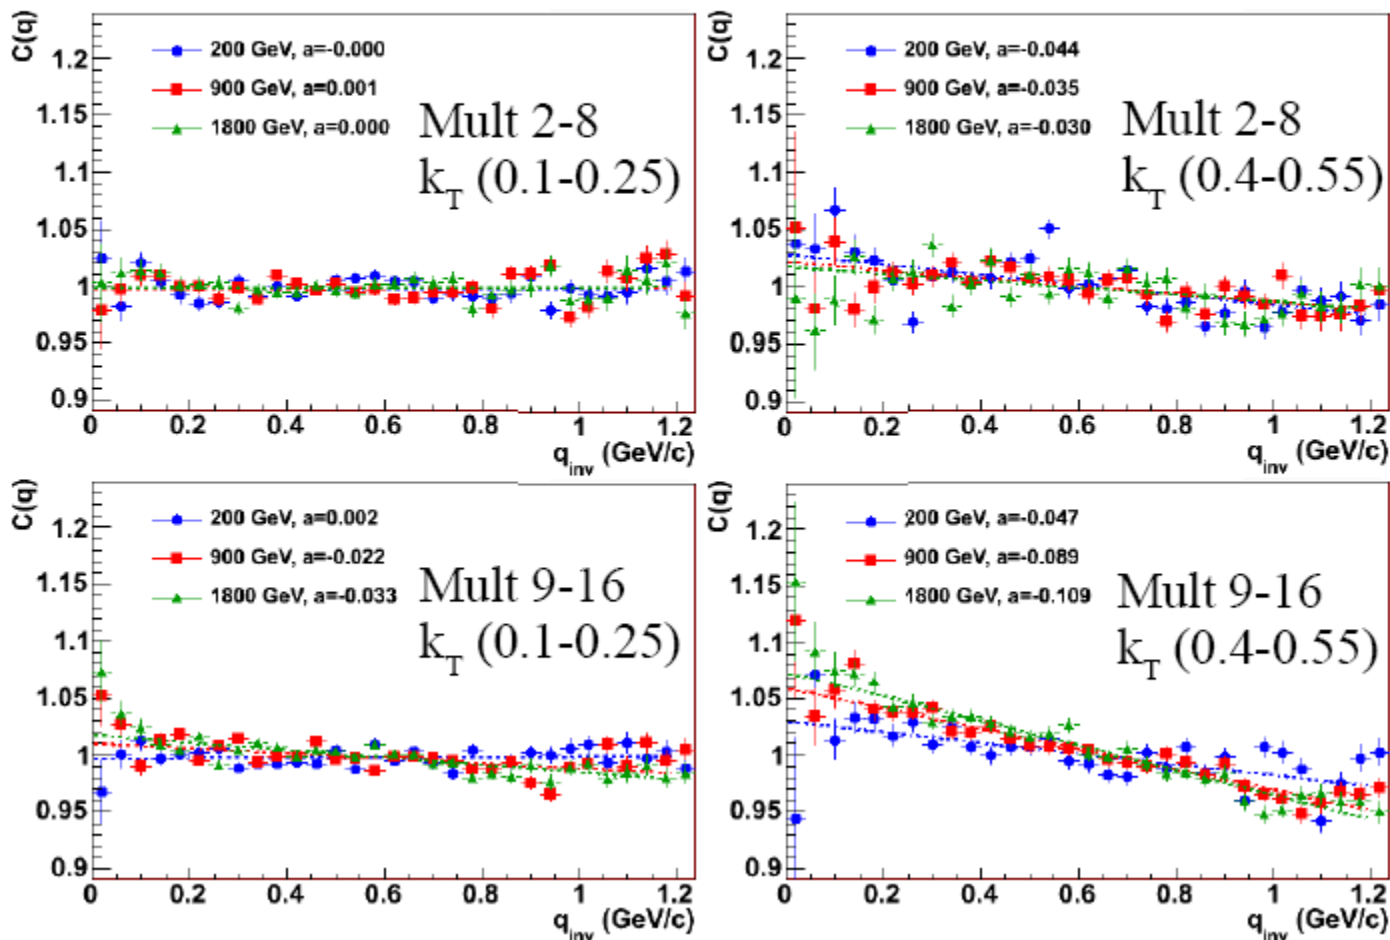 C(q)
1.2
1.15
1.1
1.05
1
0.95
0.9
200 GeV, a=-0.000
900 GeV, a=0.001
1800 GeV, a=0.000
Mult 2-8
k_T (0.1-0.25)
0 0.2 0.4 0.6 0.8 1 1.2
q_inv (GeV/c)
C(q)
1.2
1.15
1.1
1.05
1
0.95
0.9
200 GeV, a=-0.044
900 GeV, a=-0.035
1800 GeV, a=-0.030
Mult 2-8
k_T (0.4-0.55)
0 0.2 0.4 0.6 0.8 1 1.2
q_inv (GeV/c)
C(q)
1.2
1.15
1.1
1.05
1
0.95
0.9
200 GeV, a=0.002
900 GeV, a=-0.022
1800 GeV, a=-0.033
Mult 9-16
k_T (0.1-0.25)
0 0.2 0.4 0.6 0.8 1 1.2
q_inv (GeV/c)
C(q)
1.2
1.15
1.1
1.05
1
0.95
0.9
200 GeV, a=-0.047
900 GeV, a=-0.089
1800 GeV, a=-0.109
Mult 9-16
k_T (0.4-0.55)
0 0.2 0.4 0.6 0.8 1 1.2
q_inv (GeV/c)